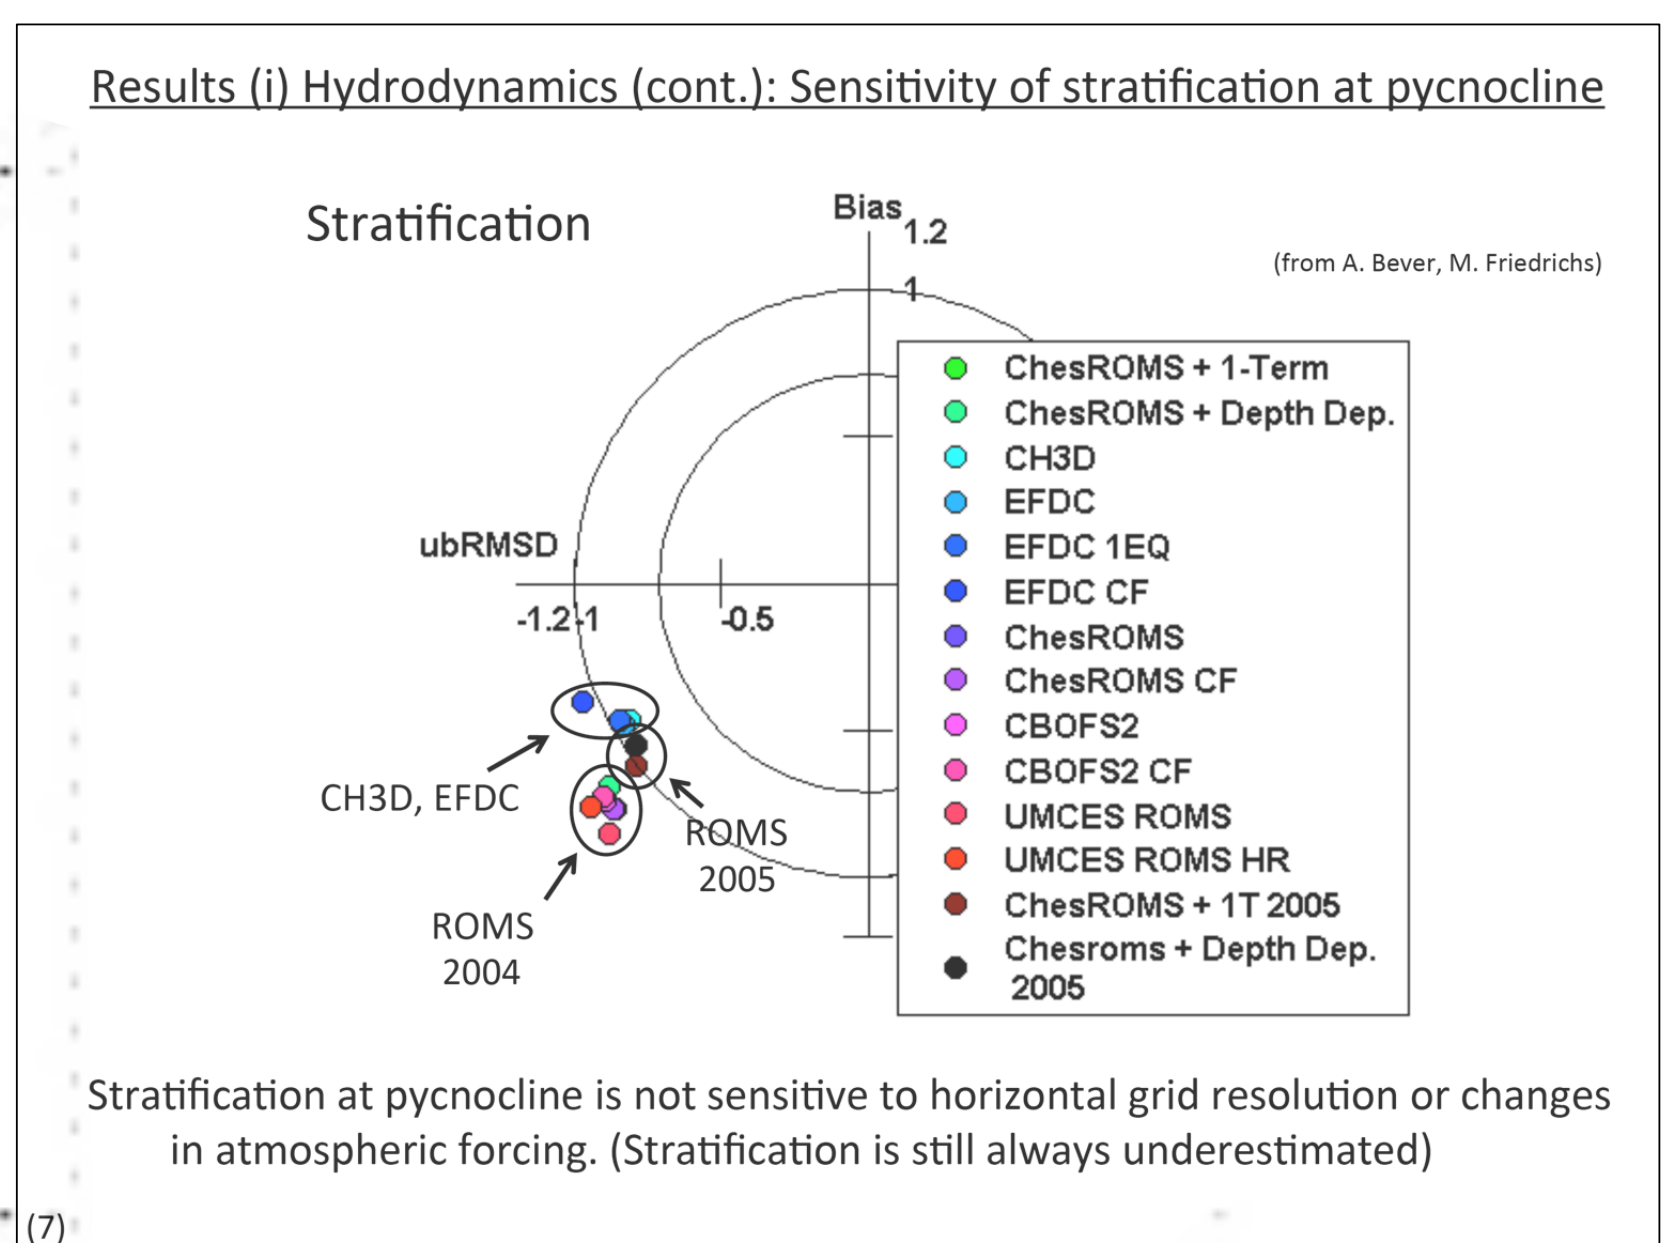 Results (i) Hydrodynamics (cont.): Sensitivity of stratification at pycnocline
Stratification
Bias
1.2
(from A. Bever, M. Friedrichs)
1
ubRMSD
-1.2
-1
-0.5
ChesROMS + 1-Term
ChesROMS + Depth Dep.
CH3D
EFDC
EFDC 1EQ
EFDC CF
ChesROMS
ChesROMS CF
CBOFS2
CBOFS2 CF
UMCES ROMS
UMCES ROMS HR
ChesROMS + 1T 2005
Chesroms + Depth Dep.
2005
CH3D, EFDC
ROMS
2005
ROMS
2004
Stratification at pycnocline is not sensitive to horizontal grid resolution or changes
in atmospheric forcing. (Stratification is still always underestimated)
(7)